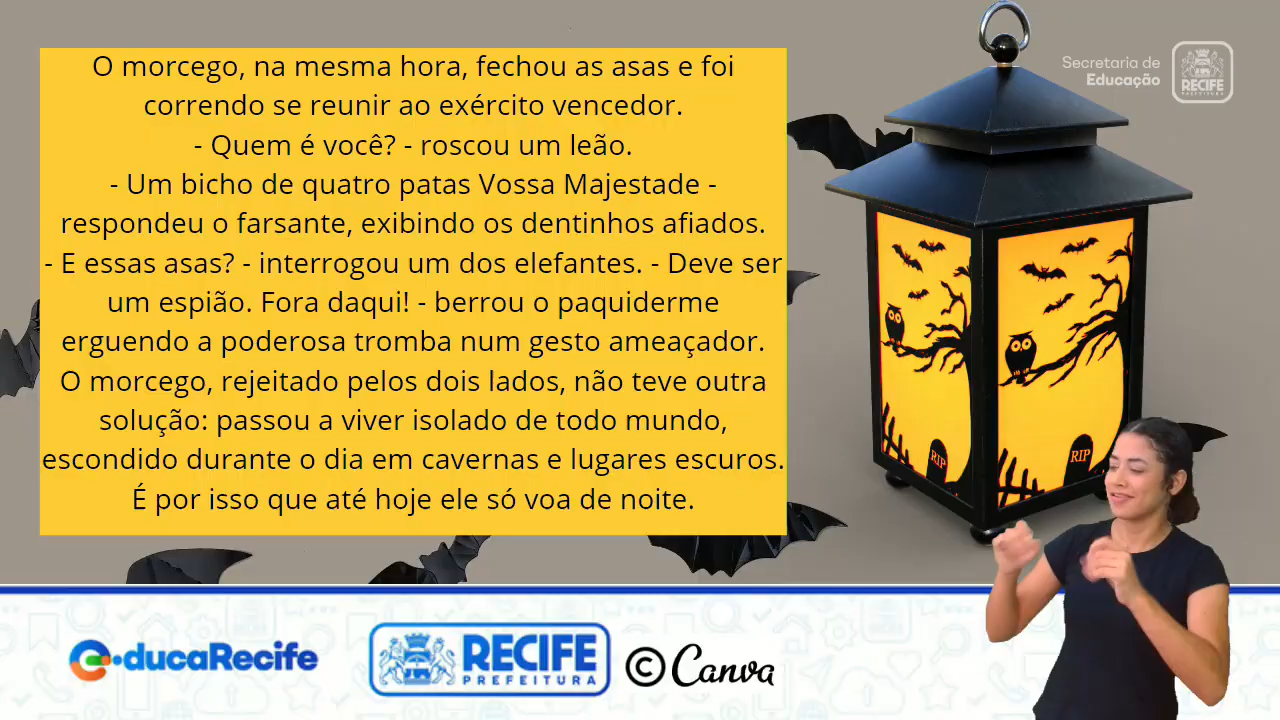 O morcego, na mesma hora, fechou as asas e foi
correndo se reunir ao exército vencedor.
- Quem é você? - roscou um leão.
- Um bicho de quatro patas Vossa Majestade -
respondeu o farsante, exibindo os dentinhos afiados.
- E essas asas? - interrogou um dos elefantes. - Deve ser
um espião. Fora daqui! - berrou o paquiderme
erguendo a poderosa tromba num gesto ameaçador.
O morcego, rejeitado pelos dois lados, não teve outra
solução: passou a viver isolado de todo mundo,
escondido durante o dia em cavernas e lugares escuros.
É por isso que até hoje ele só voa de noite.
Secretaria de
Educação
RECIFE
PREFEITURA
RIP
RIP
EducaRecife
RECIFE
PREFEITURA
© Canva